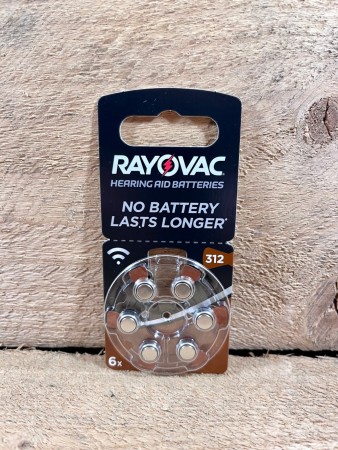 RAYOVAC
HEARING AID BATTERIES
NO BATTERY
LASTS LONGER*
312
6x